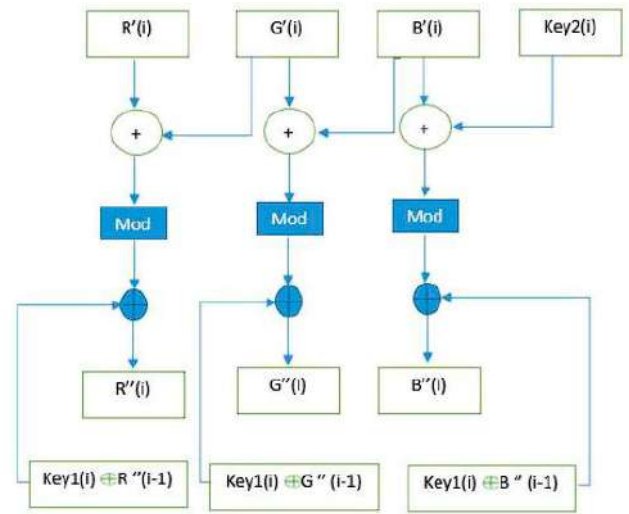 R'(i) G'(i) B'(i) Key2(i)
+ + +
Mod Mod Mod
R''(i) G''(I) B''(I)
Key1(i) ⊕R ''(i-1) Key1(i) ⊕G '' (i-1) Key1(i) ⊕B '' (i-1)